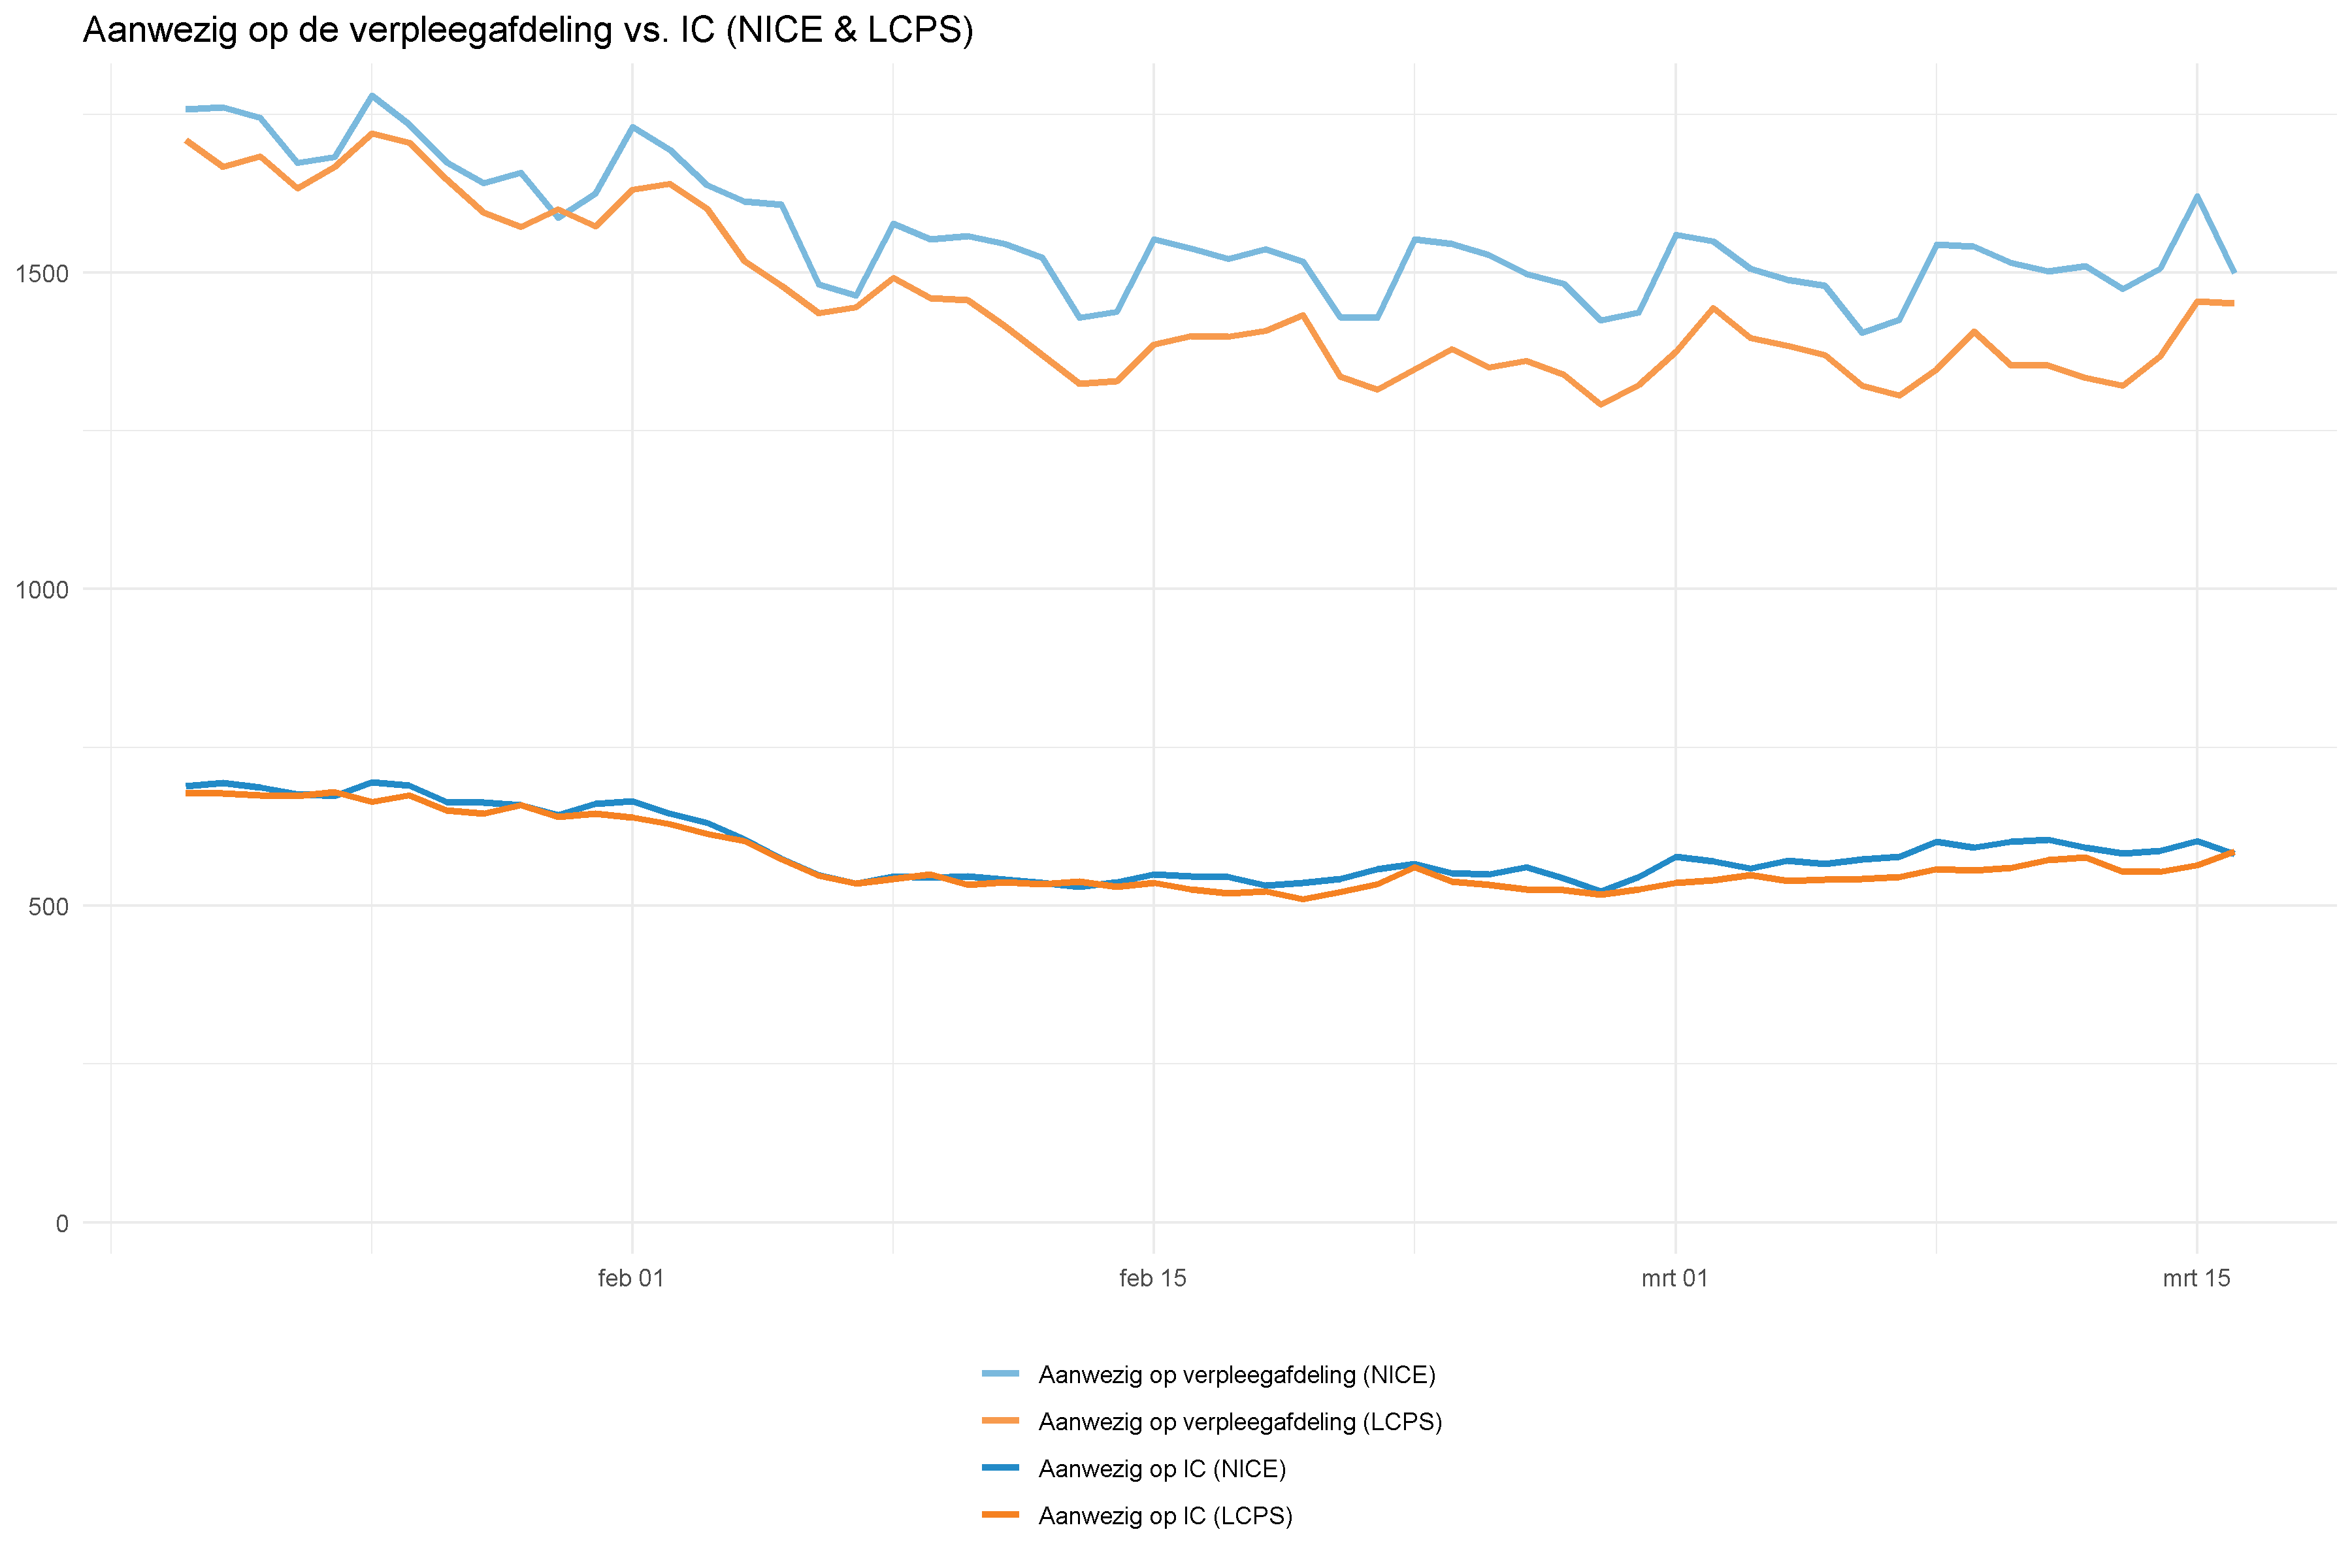 Aanwezig op de verpleegafdeling vs. IC (NICE & LCPS)
1500
1000
500
0
feb 01
feb 15
mrt 01
mrt 15
Aanwezig op verpleegafdeling (NICE)
Aanwezig op verpleegafdeling (LCPS)
Aanwezig op IC (NICE)
Aanwezig op IC (LCPS)